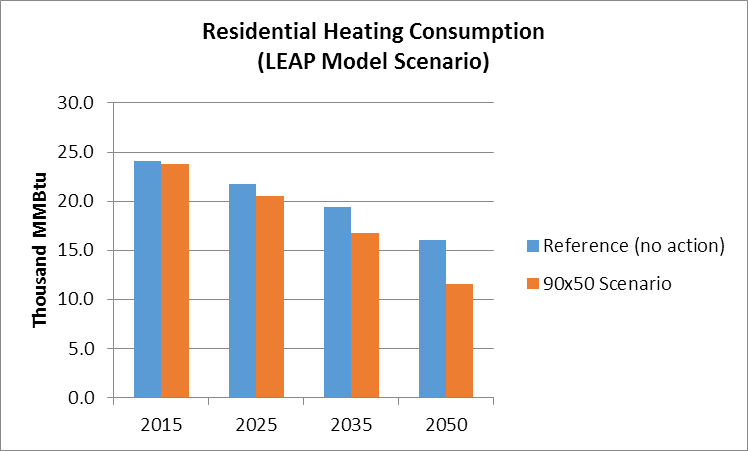 Residential Heating Consumption
(LEAP Model Scenario)
Thousand MMBtu
30.0
25.0
20.0
15.0
10.0
5.0
0.0
2015 2025 2035 2050
Reference (no action)
90x50 Scenario